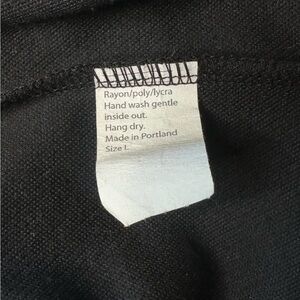 Rayon/poly/lycra
Hand wash gentle
inside out.
Hang dry.
Made in Portland
Size L